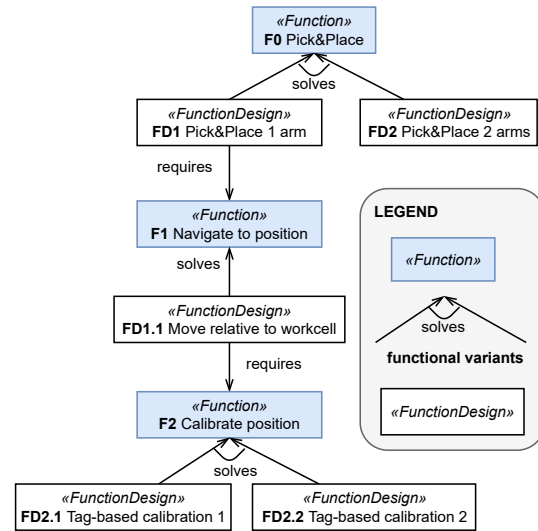 «Function»
F0 Pick&Place
solves
«FunctionDesign»
FD1 Pick&Place 1 arm
«FunctionDesign»
FD2 Pick&Place 2 arms
requires
«Function»
F1 Navigate to position
solves
«FunctionDesign»
FD1.1 Move relative to workcell
requires
«Function»
F2 Calibrate position
solves
«FunctionDesign»
FD2.1 Tag-based calibration 1
«FunctionDesign»
FD2.2 Tag-based calibration 2
LEGEND
«Function»
solves
functional variants
«FunctionDesign»